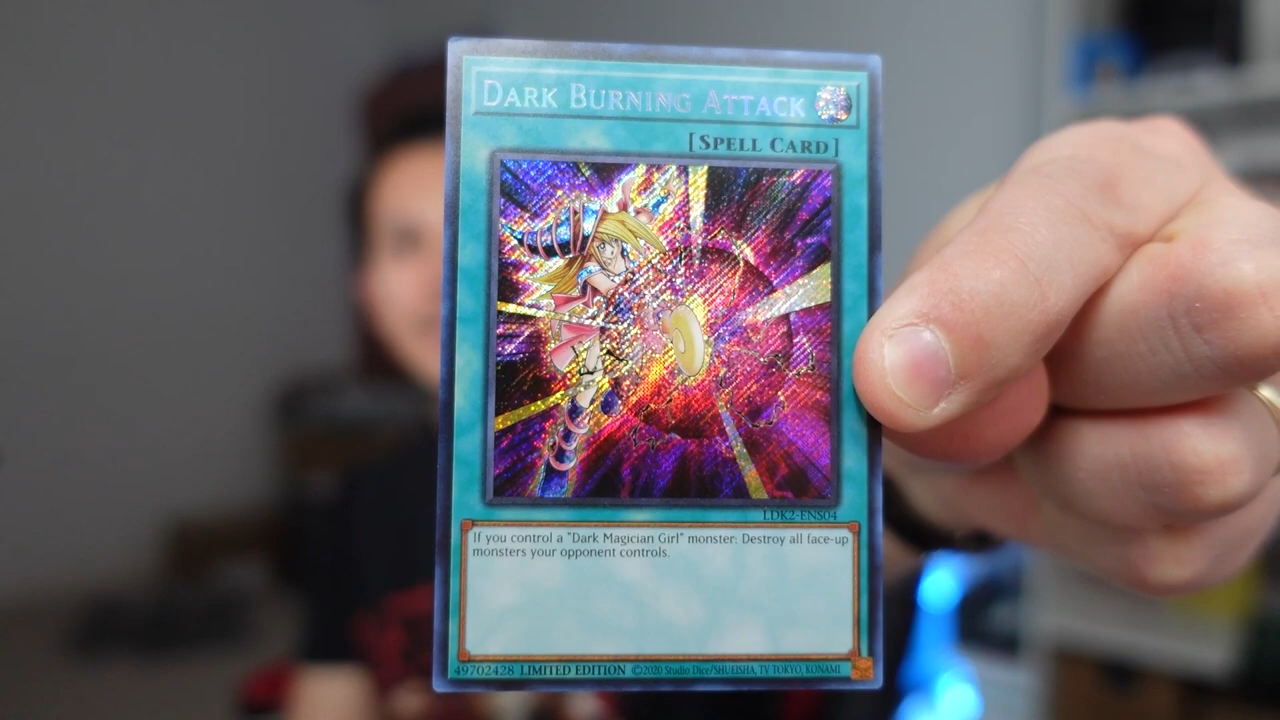 DARK BURNING ATTACK
[SPELL CARD]
LDK2-ENS04
If you control a "Dark Magician Girl" monster: Destroy all face-up
monsters your opponent controls.
49702428 LIMITED EDITION ©2020 Studio Dice/SHUEISHA, TV TOKYO, KONAMI